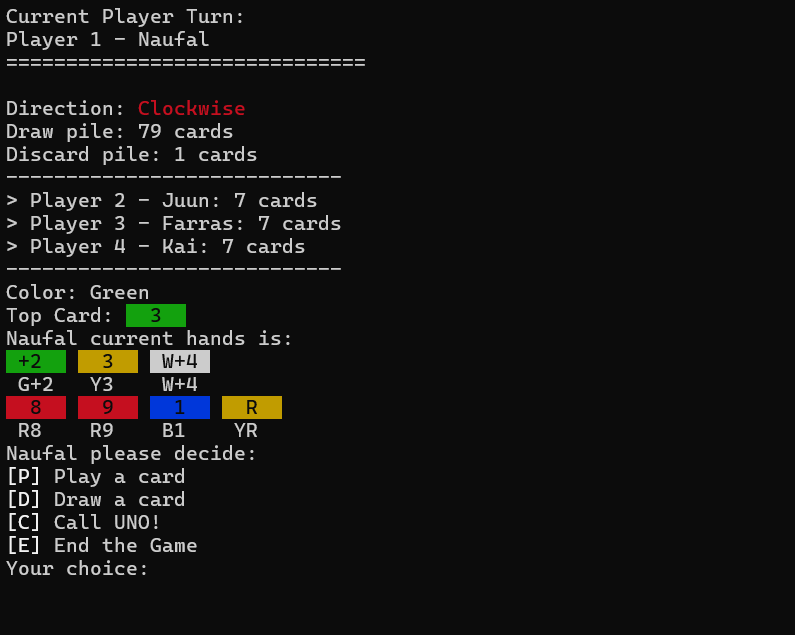 Current Player Turn:
Player 1 - Naufal
==============================
Direction: Clockwise
Draw pile: 79 cards
Discard pile: 1 cards
----------------------------
> Player 2 - Juun: 7 cards
> Player 3 - Farras: 7 cards
> Player 4 - Kai: 7 cards
----------------------------
Color: Green
Top Card: 3
Naufal current hands is:
+2 3 W+4
G+2 Y3 W+4
8 9 1 R
R8 R9 B1 YR
Naufal please decide:
[P] Play a card
[D] Draw a card
[C] Call UNO!
[E] End the Game
Your choice: